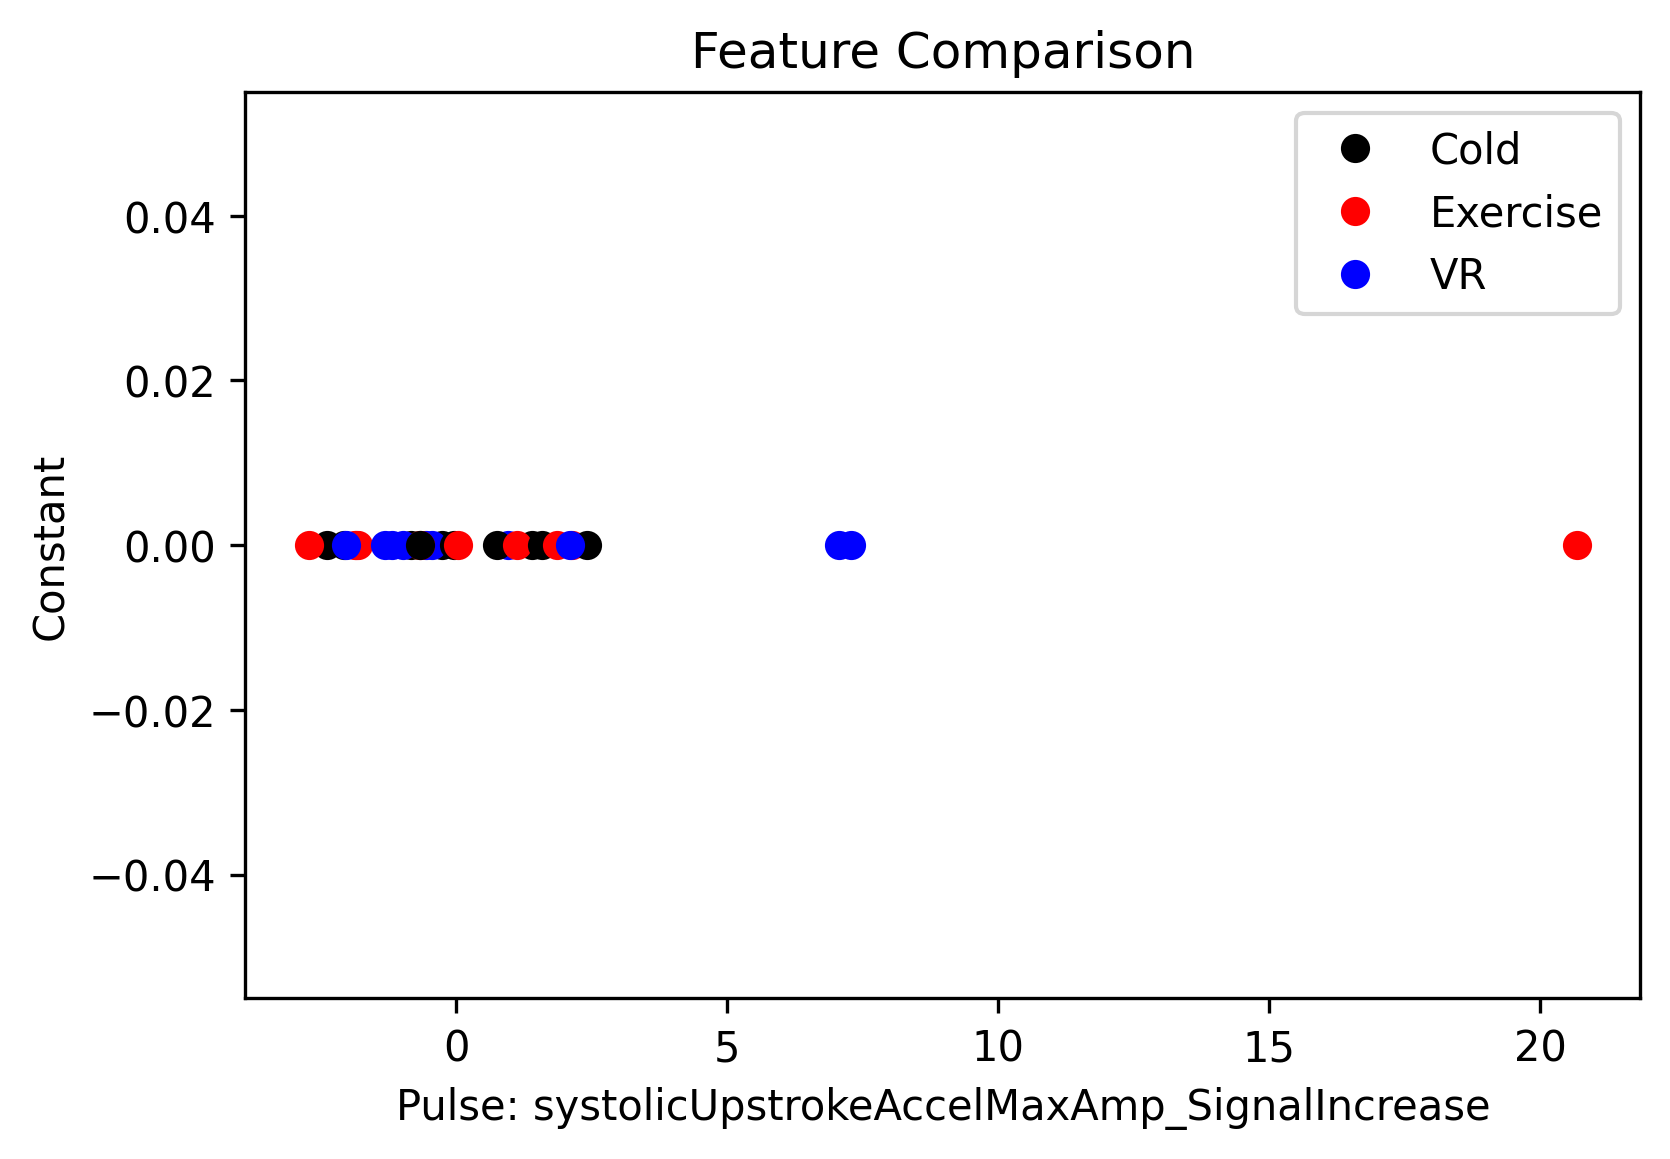 Feature Comparison
Cold
Exercise
VR
0.04
0.02
0.00
−0.02
−0.04
Constant
0 5 10 15 20
Pulse: systolicUpstrokeAccelMaxAmp_SignalIncrease